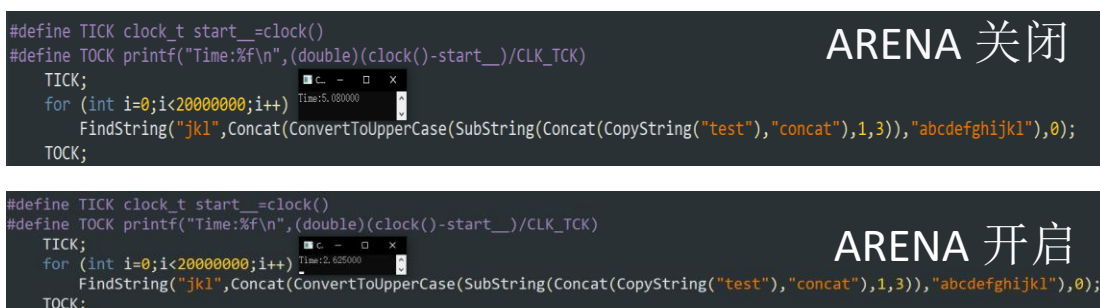 #define TICK clock_t start__=clock()
#define TOCK printf("Time:%f\n",(double)(clock()-start__)/CLK_TCK)
ARENA 关闭
TICK;
C.. - □ ×
for (int i=0;i<20000000;i++)
Time:5.080000
FindString("jkl",Concat(ConvertToUpperCase(SubString(Concat(CopyString("test"),"concat"),1,3)),"abcdefghijkl"),0);
TOCK;
#define TICK clock_t start__=clock()
#define TOCK printf("Time:%f\n",(double)(clock()-start__)/CLK_TCK)
ARENA 开启
TICK;
C. - □ ×
for (int i=0;i<20000000;i++)
Time:2.625000
FindString("jkl",Concat(ConvertToUpperCase(SubString(Concat(CopyString("test"),"concat"),1,3)),"abcdefghijkl"),0);
TOCK;